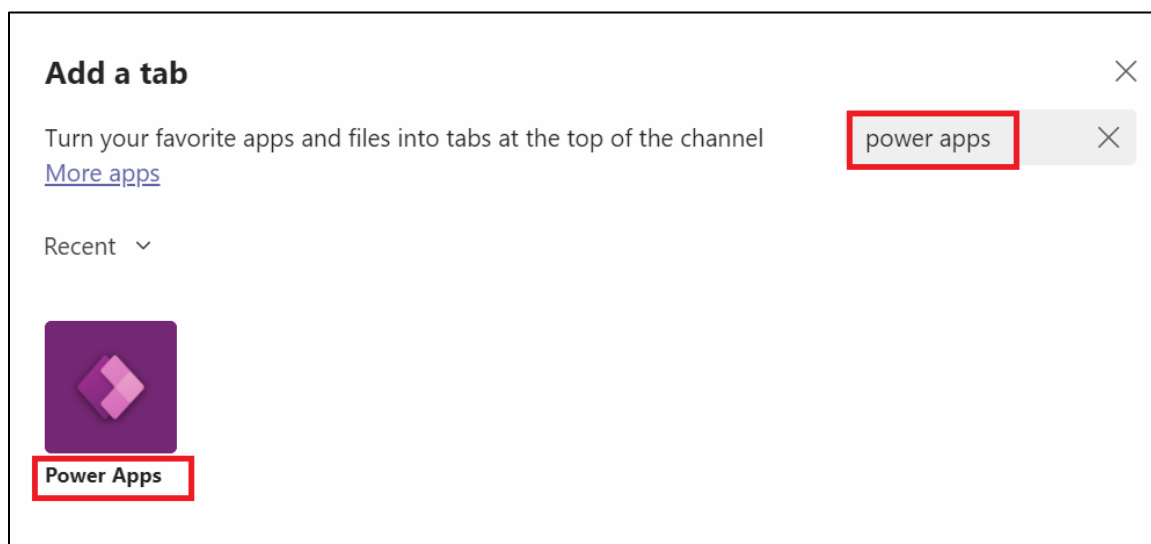 Add a tab
Turn your favorite apps and files into tabs at the top of the channel
More apps
power apps
Recent
Power Apps